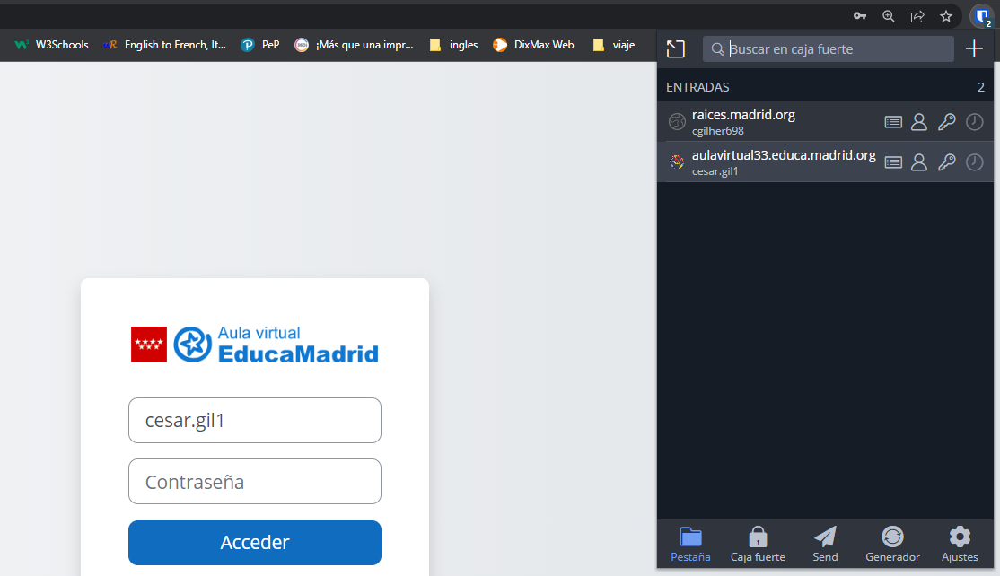 2
W3Schools
English to French, It...
PeP
¡Más que una impr...
ingles
DixMax Web
viaje
Buscar en caja fuerte
ENTRADAS
2
raices.madrid.org
cgilher698
aulavirtual33.educa.madrid.org
cesar.gil1
Aula virtual
EducaMadrid
cesar.gil1
Contraseña
Acceder
Pestaña
Caja fuerte
Send
Generador
Ajustes